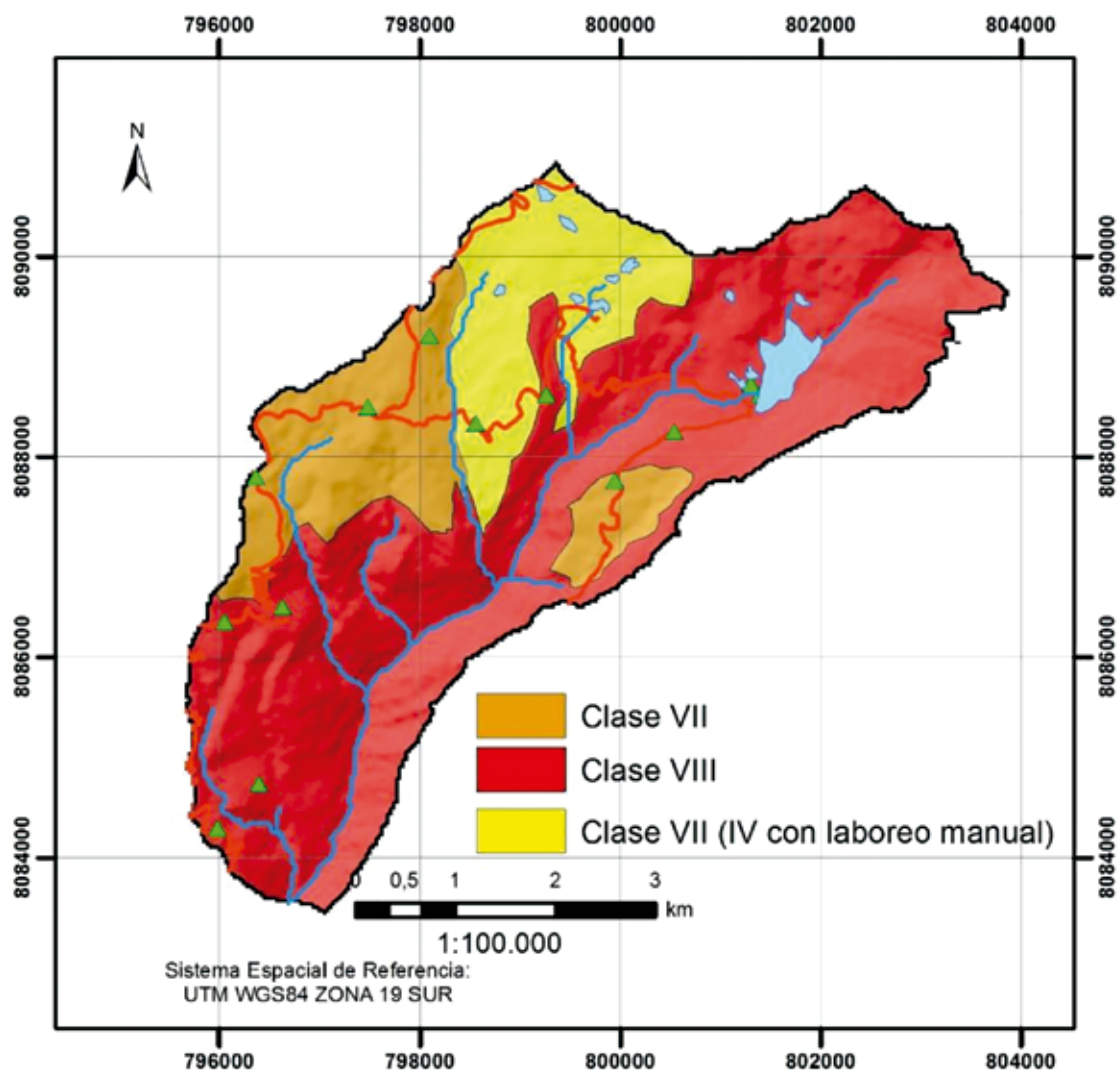 796000 798000 800000 802000 804000
N
8090000 8090000
8088000 8088000
8086000 8086000
Clase VII
Clase VIII
Clase VII (IV con laboreo manual)
8084000 8084000
0 0,5 1 2 3
km
1:100.000
Sistema Espacial de Referencia:
UTM WGS84 ZONA 19 SUR
796000 798000 800000 802000 804000